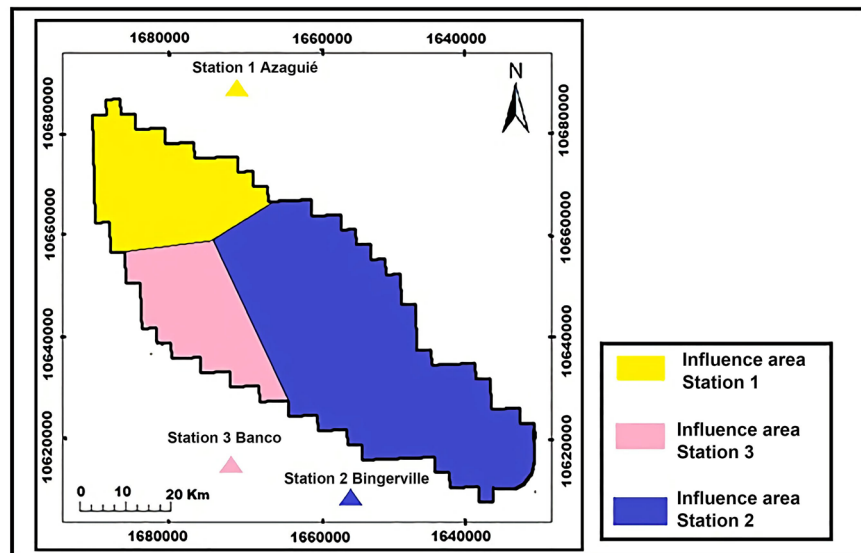 1680000 1660000 1640000
Station 1 Azaguié
N
10680000
10660000
10640000
10620000
10680000
10660000
10640000
10620000
Station 3 Banco
Station 2 Bingerville
0 10 20 Km
1680000 1660000 1640000
Influence area
Station 1
Influence area
Station 3
Influence area
Station 2